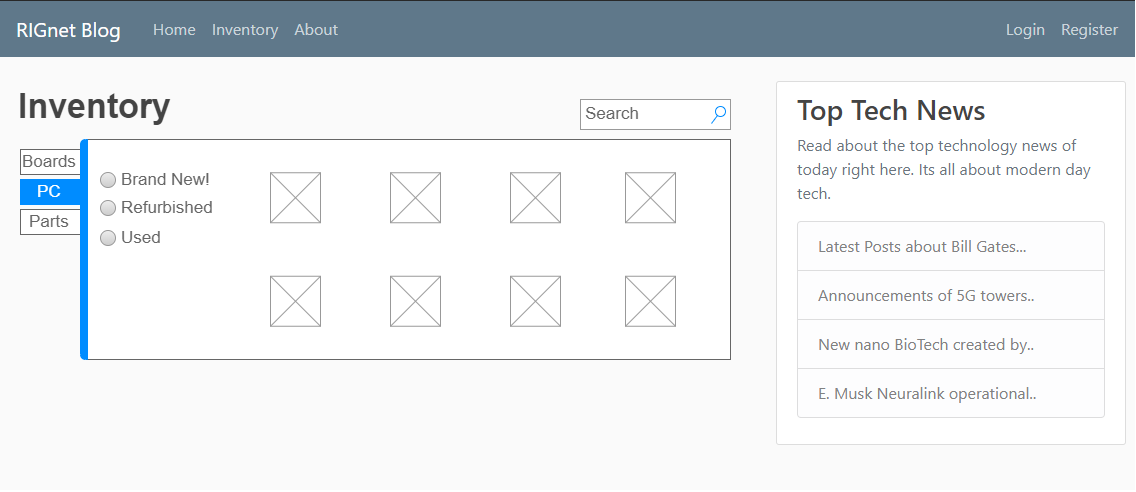 RIGnet Blog Home Inventory About Login Register
Inventory
Search
Boards
PC
Parts
Brand New!
Refurbished
Used
Top Tech News
Read about the top technology news of
today right here. Its all about modern day
tech.
Latest Posts about Bill Gates...
Announcements of 5G towers..
New nano BioTech created by..
E. Musk Neuralink operational..